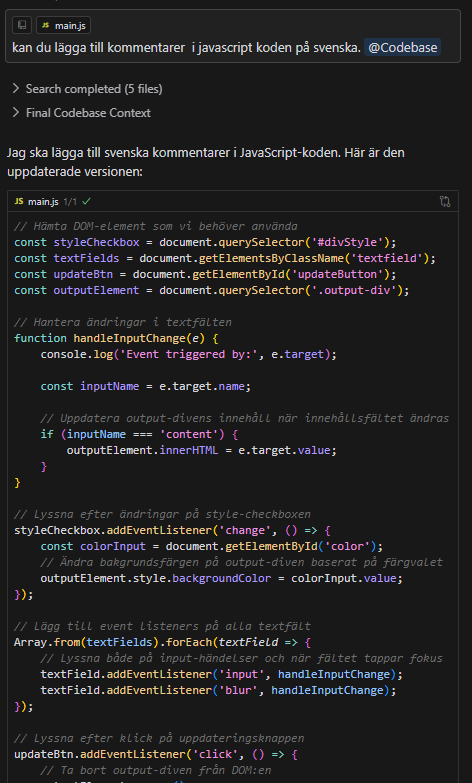 JS main.js
kan du lägga till kommentarer i javascript koden på svenska. @Codebase
Search completed (5 files)
Final Codebase Context
Jag ska lägga till svenska kommentarer i JavaScript-koden. Här är den
uppdaterade versionen:
JS main.js 1/1
// Hämta DOM-element som vi behöver använda
const styleCheckbox = document.querySelector('#divStyle');
const textFields = document.getElementsByClassName('textfield');
const updateBtn = document.getElementById('updateButton');
const outputElement = document.querySelector('.output-div');
// Hantera ändringar i textfälten
function handleInputChange(e) {
    console.log('Event triggered by:', e.target);
    const inputName = e.target.name;
    // Uppdatera output-divens innehåll när innehållsfältet ändras
    if (inputName === 'content') {
        outputElement.innerHTML = e.target.value;
    }
}
// Lyssna efter ändringar på style-checkboxen
styleCheckbox.addEventListener('change', () => {
    const colorInput = document.getElementById('color');
    // Ändra bakgrundsfärgen på output-diven baserat på färgvalet
    outputElement.style.backgroundColor = colorInput.value;
});
// Lägg till event listeners på alla textfält
Array.from(textFields).forEach(textField => {
    // Lyssna både på input-händelser och när fältet tappar fokus
    textField.addEventListener('input', handleInputChange);
    textField.addEventListener('blur', handleInputChange);
});
// Lyssna efter klick på uppdateringsknappen
updateBtn.addEventListener('click', () => {
    // Ta bort output-diven från DOM:en